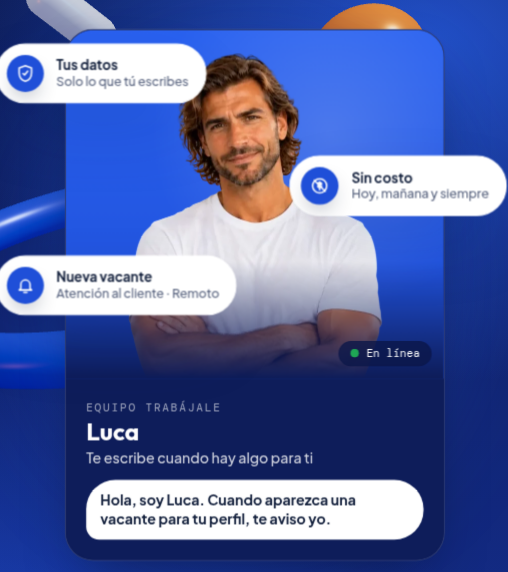 Tus datos
Solo lo que tú escribes
Sin costo
Hoy, mañana y siempre
Nueva vacante
Atención al cliente · Remoto
En línea
EQUIPO TRABÁJALE
Luca
Te escribe cuando hay algo para ti
Hola, soy Luca. Cuando aparezca una
vacante para tu perfil, te aviso yo.